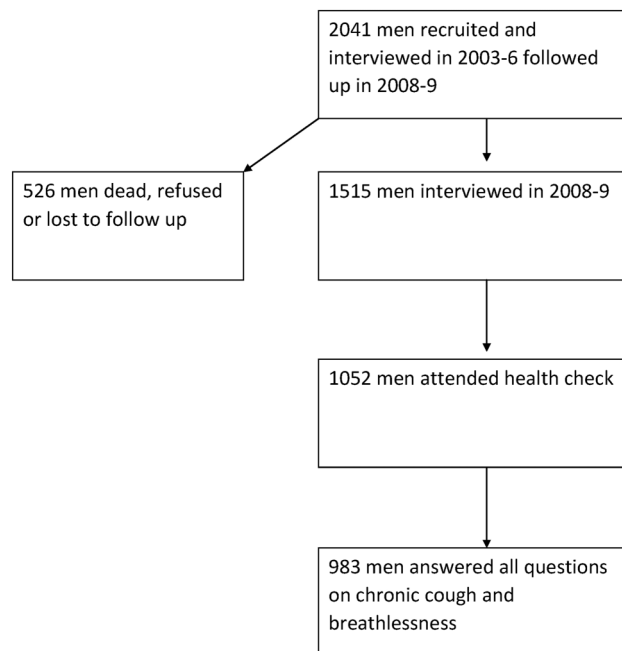 2041 men recruited and
interviewed in 2003-6 followed
up in 2008-9
526 men dead, refused
or lost to follow up
1515 men interviewed in 2008-9
1052 men attended health check
983 men answered all questions
on chronic cough and
breathlessness